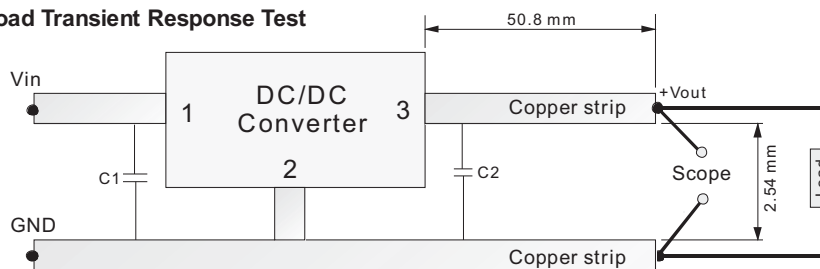 oad Transient Response Test
50.8 mm
Vin
DC/DC
Converter
1
3
2
Copper strip
+Vout
C1
C2
Scope
2.54 mm
GND
Copper strip